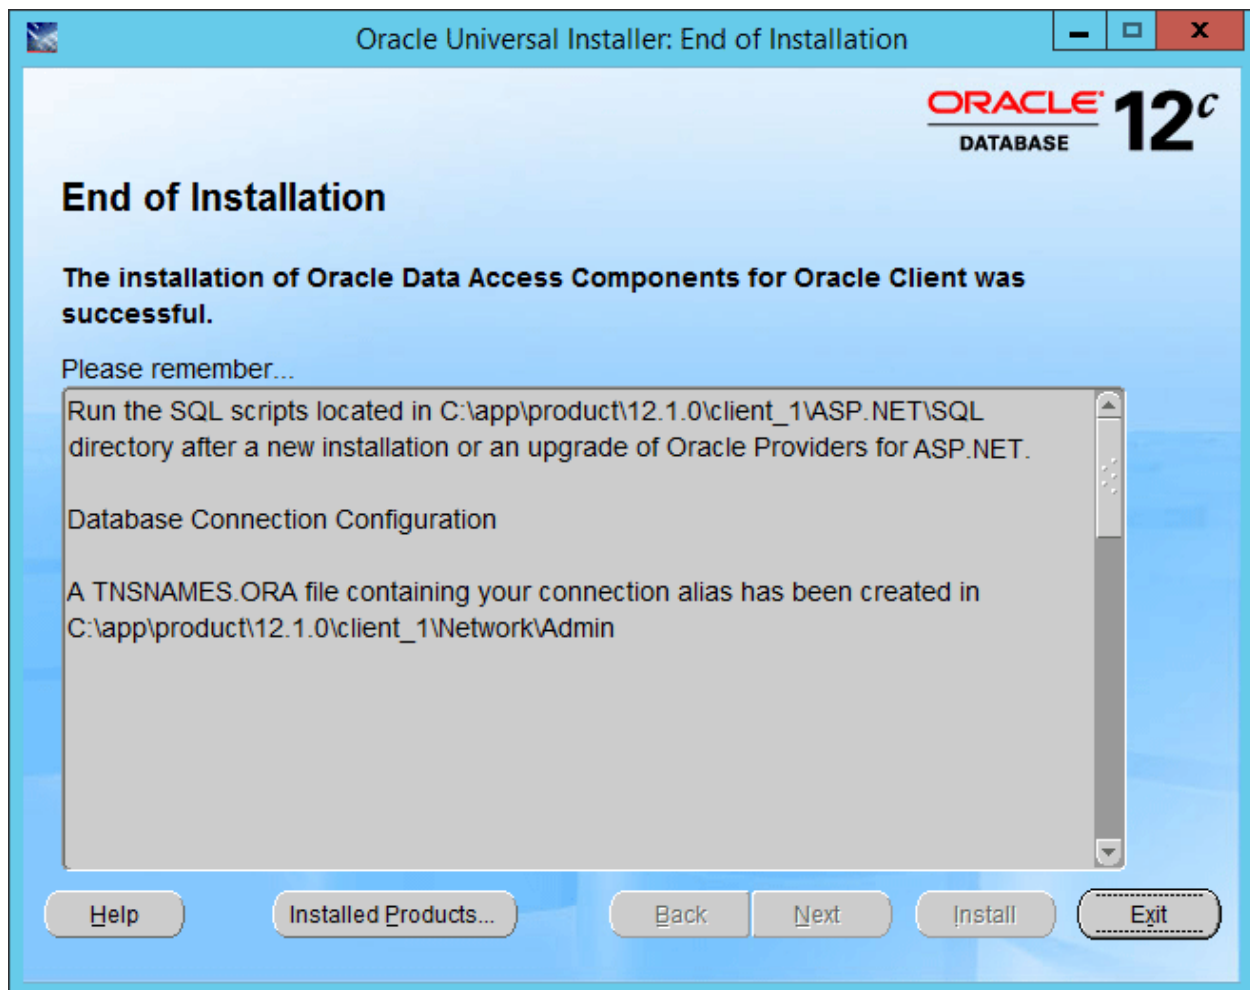 Oracle Universal Installer: End of Installation
x
ORACLE
DATABASE
12c
End of Installation
The installation of Oracle Data Access Components for Oracle Client was
successful.
Please remember...
Run the SQL scripts located in C:\app\product\12.1.0\client_1\ASP.NET\SQL
directory after a new installation or an upgrade of Oracle Providers for ASP.NET.
Database Connection Configuration
A TNSNAMES.ORA file containing your connection alias has been created in
C:\app\product\12.1.0\client_1\Network\Admin
Help
Installed Products...
Back
Next
Install
Exit